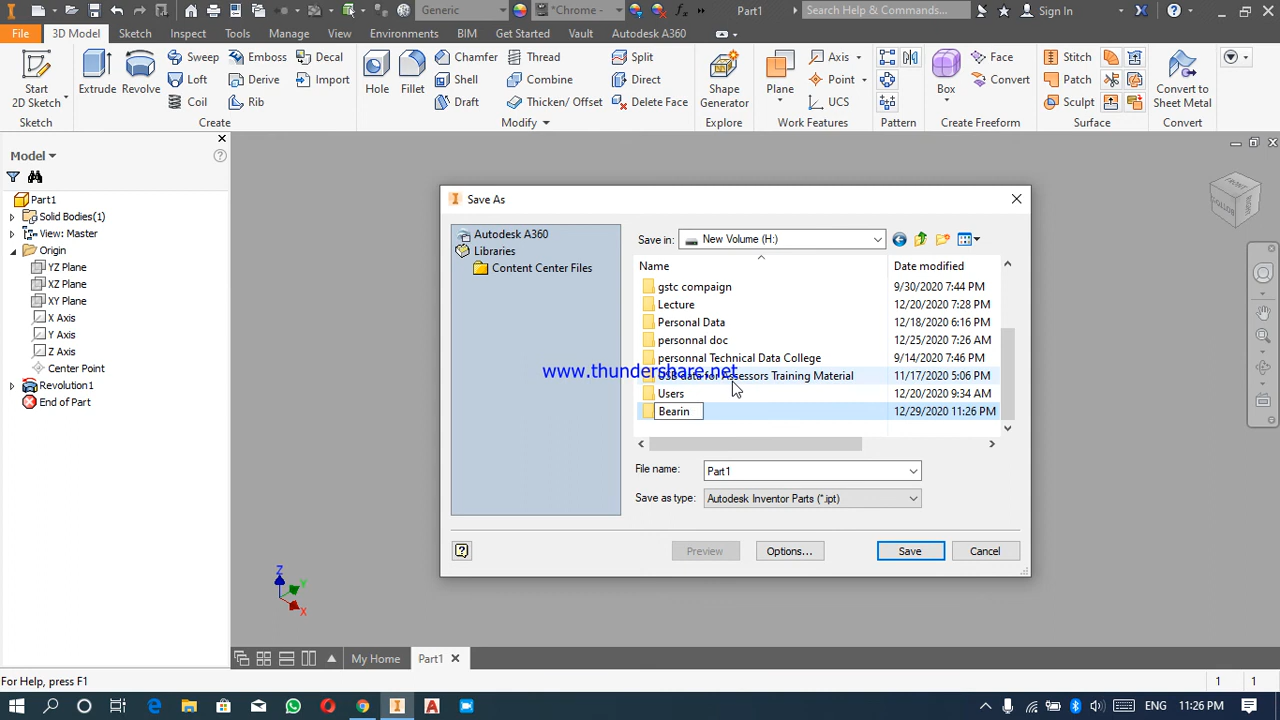 Generic
*Chrome -
Part1
Search Help & Commands...
Sign In
File
3D Model
Sketch
Inspect
Tools
Manage
View
Environments
BIM
Get Started
Vault
Autodesk A360
Start
2D Sketch
Extrude
Revolve
Sweep
Loft
Coil
Emboss
Derive
Rib
Decal
Import
Hole
Fillet
Chamfer
Shell
Draft
Thread
Combine
Thicken/ Offset
Split
Direct
Delete Face
Shape
Generator
Plane
Axis
Point
UCS
Box
Face
Convert
Stitch
Patch
Sculpt
Convert to
Sheet Metal
Sketch
Create
Modify
Explore
Work Features
Pattern
Create Freeform
Surface
Convert
Model
Part1
Solid Bodies(1)
View: Master
Origin
YZ Plane
XZ Plane
XY Plane
X Axis
Y Axis
Z Axis
Center Point
Revolution1
End of Part
Save As
Autodesk A360
Libraries
Content Center Files
Save in:
New Volume (H:)
Name
Date modified
gstc compaign
9/30/2020 7:44 PM
Lecture
12/20/2020 7:28 PM
Personal Data
12/18/2020 6:16 PM
personnal doc
12/25/2020 7:26 AM
personnal Technical Data College
9/14/2020 7:46 PM
USB data for Assessors Training Material
11/17/2020 5:06 PM
Users
12/20/2020 9:34 AM
Bearin
12/29/2020 11:26 PM
www.thundershare.net
File name:
Part1
Save as type:
Autodesk Inventor Parts (*.ipt)
Preview
Options...
Save
Cancel
Z
Y
X
My Home
Part1
For Help, press F1
1
1
ENG
11:26 PM